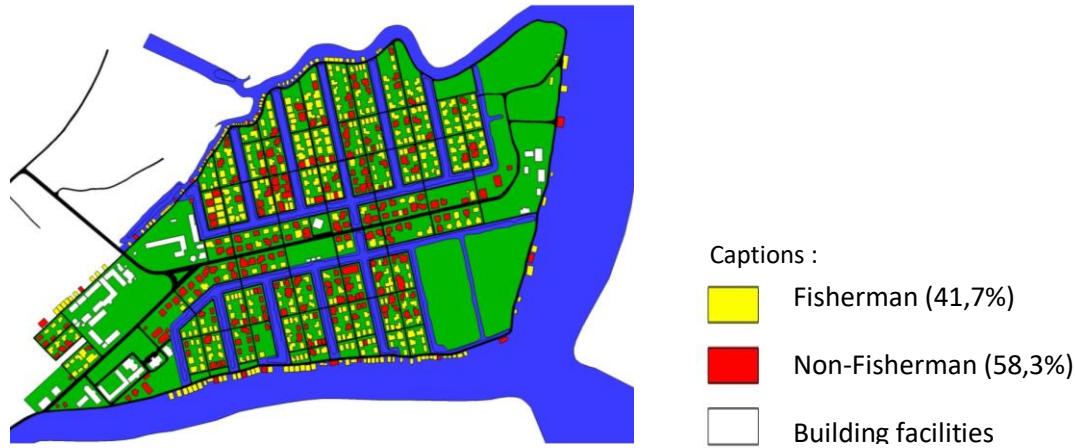 Captions :
Fisherman (41,7%)
Non-Fisherman (58,3%)
Building facilities